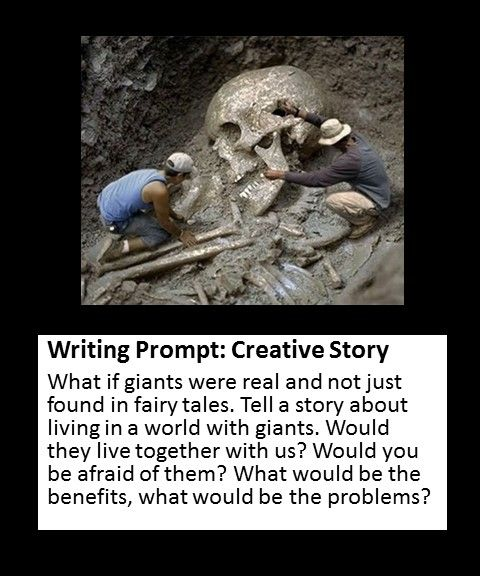 Writing Prompt: Creative Story
What if giants were real and not just
found in fairy tales. Tell a story about
living in a world with giants. Would
they live together with us? Would you
be afraid of them? What would be the
benefits, what would be the problems?